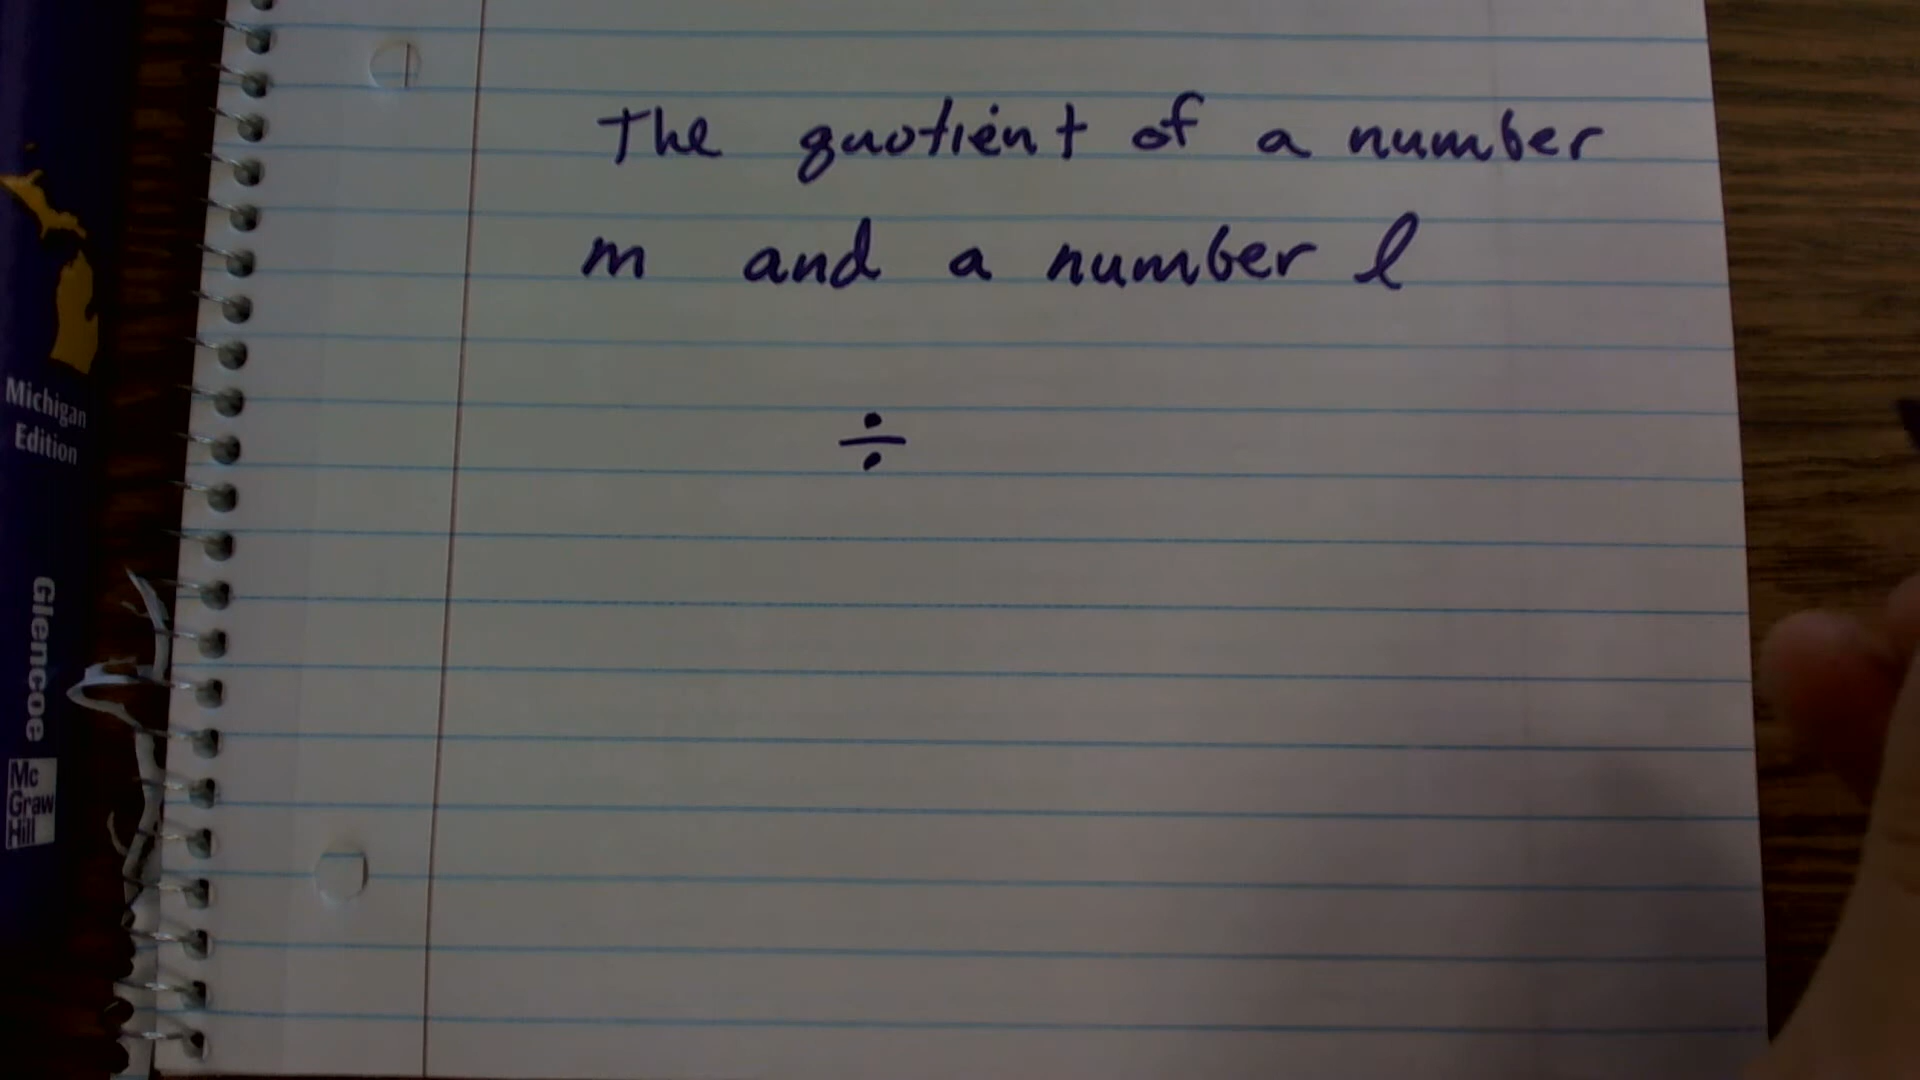 The quotient of a number
m and a number l
÷
Michigan
Edition
Glencoe
Mc
Graw
Hill